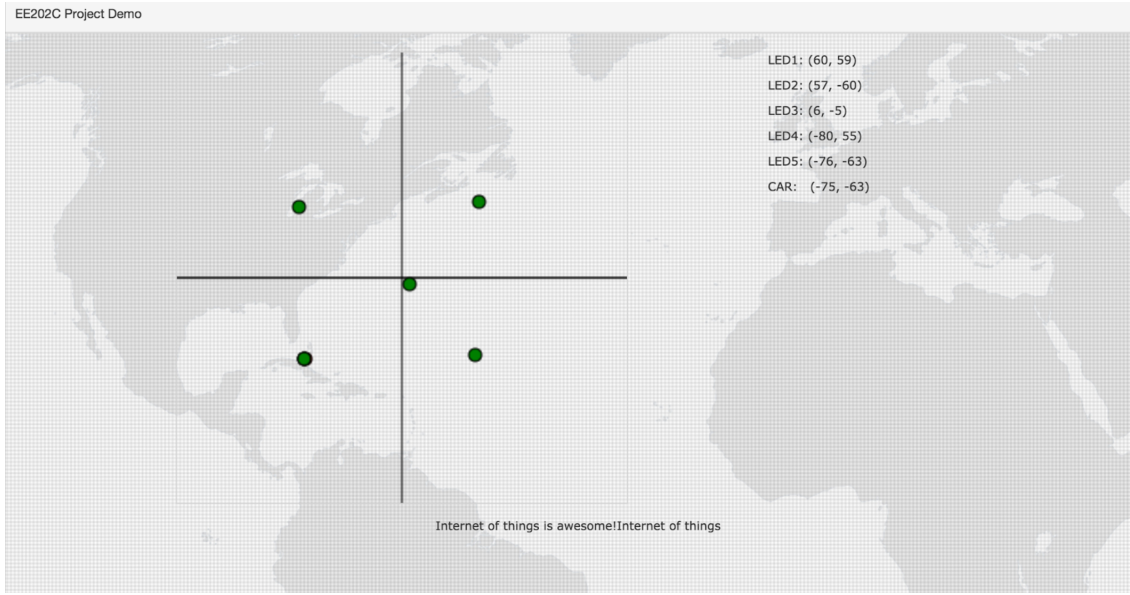 EE202C Project Demo
LED1: (60, 59)
LED2: (57, -60)
LED3: (6, -5)
LED4: (-80, 55)
LED5: (-76, -63)
CAR: (-75, -63)
Internet of things is awesome!Internet of things